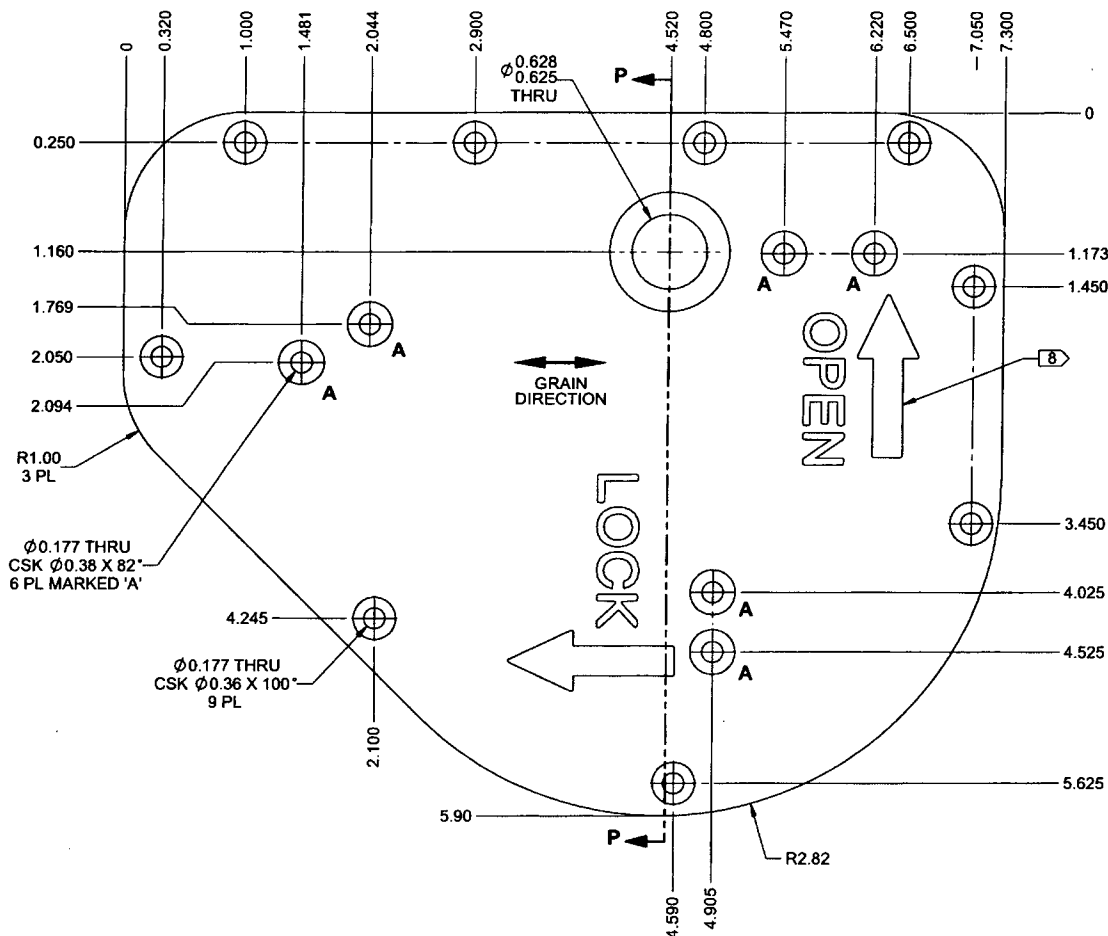 0
0.320
1.000
1.481
2.044
2.900
4.520
4.800
5.470
6.220
6.500
7.050
7.300
Ø0.628
0.625
THRU
P
0
0.250
1.160
1.173
A
A
1.450
1.769
A
2.050
A
2.094
GRAIN
DIRECTION
OPEN
8
R1.00
3 PL
LOCK
3.450
Ø0.177 THRU
CSK Ø0.38 X 82°
6 PL MARKED 'A'
4.025
A
4.245
4.525
A
Ø0.177 THRU
CSK Ø0.36 X 100°
9 PL
2.100
5.625
5.90
P
R2.82
4.590
4.905